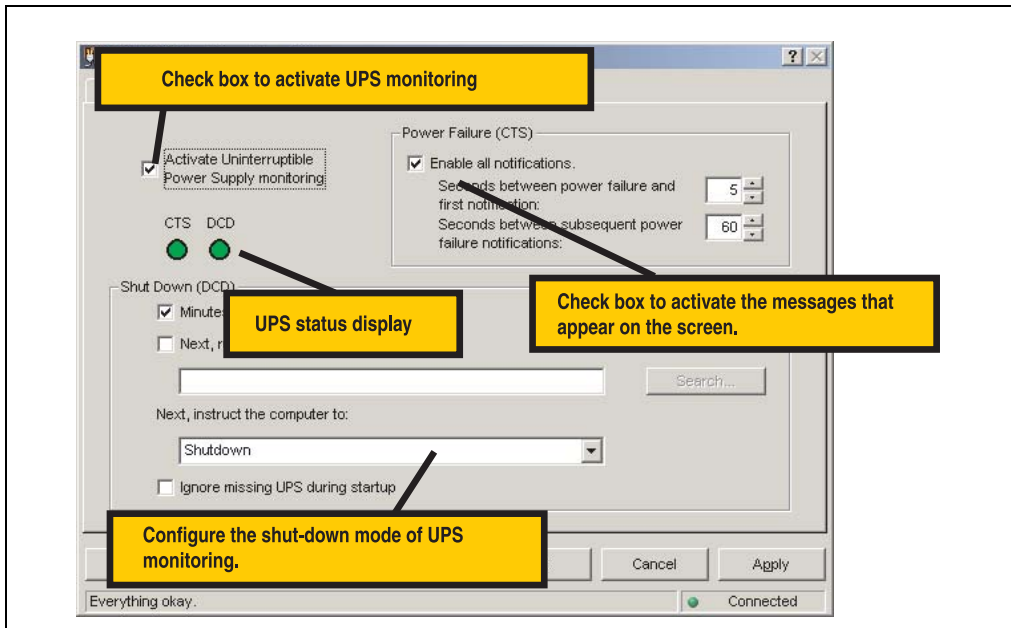 ?
Check box to activate UPS monitoring
Power Failure (CTS)
Activate Uninterruptible
Power Supply monitoring
Enable all notifications.
Seconds between power failure and
first notification:
5
Seconds between subsequent power
failure notifications:
60
CTS DCD
Shut Down (DCD)
Minutes
UPS status display
Check box to activate the messages that
appear on the screen.
Next,
Search...
Next, instruct the computer to:
Shutdown
Ignore missing UPS during startup
Configure the shut-down mode of UPS
monitoring.
Cancel
Apply
Everything okay.
Connected